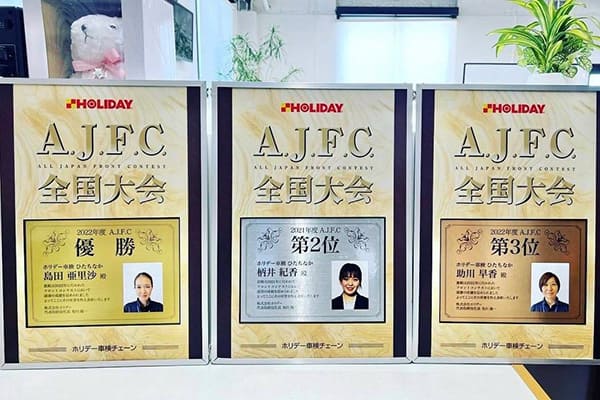 HOLIDAY
A.J.F.C.
ALL JAPAN FRONT CONTEST
全国大会
2022年度 A.J.F.C
優勝
ホリデー車検 ひたちなか
島田 亜里沙 殿
ホリデー車検チェーン
HOLIDAY
A.J.F.C.
ALL JAPAN FRONT CONTEST
全国大会
2021年度 A.J.F.C
第2位
ホリデー車検 ひたちなか
柄井 紀香 殿
ホリデー車検チェーン
HOLIDAY
A.J.F.C.
ALL JAPAN FRONT CONTEST
全国大会
2022年度 A.J.F.C
第3位
ホリデー車検 ひたちなか
助川 早香 殿
ホリデー車検チェーン